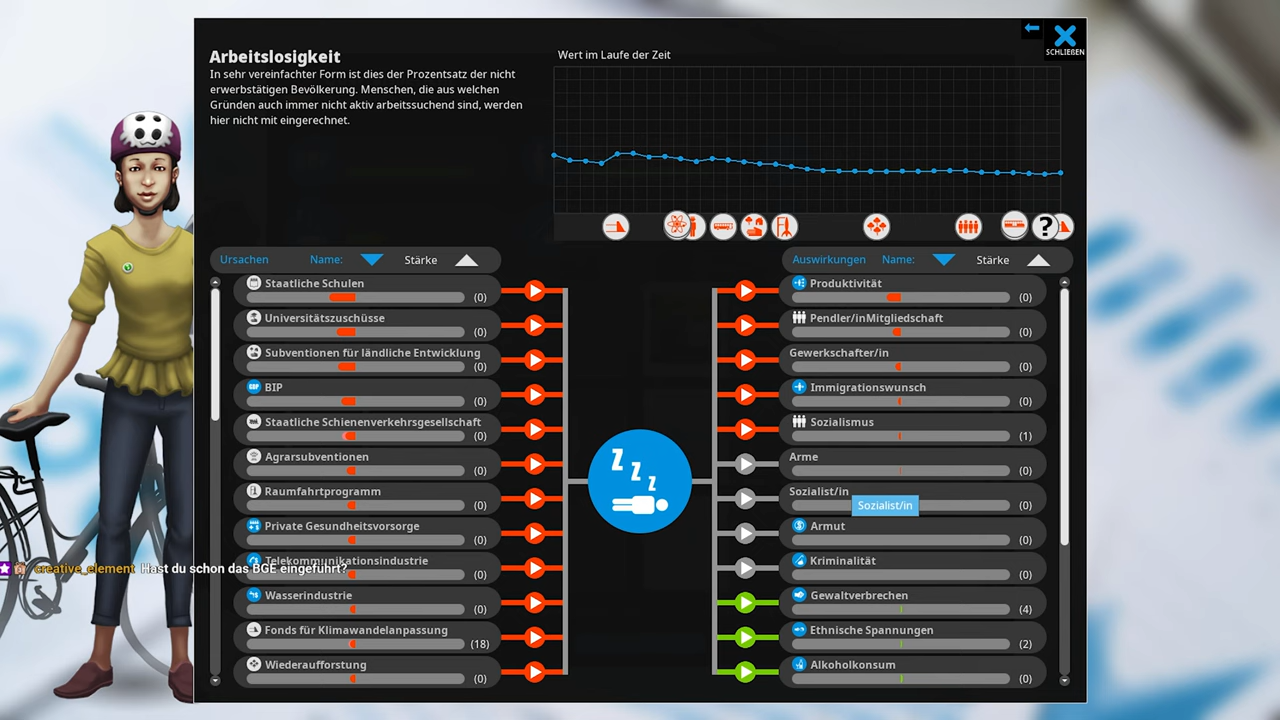 Arbeitslosigkeit
In sehr vereinfachter Form ist dies der Prozentsatz der nicht
erwerbstätigen Bevölkerung. Menschen, die aus welchen
Gründen auch immer nicht aktiv arbeitssuchend sind, werden
hier nicht mit eingerechnet.
Wert im Laufe der Zeit
SCHLIEẞEN
?
Ursachen Name: Stärke
Staatliche Schulen
(0)
Universitätszuschüsse
(0)
Subventionen für ländliche Entwicklung
(0)
GDP BIP
(0)
Staatliche Schienenverkehrsgesellschaft
(0)
Agrarsubventionen
(0)
Raumfahrtprogramm
(0)
Private Gesundheitsvorsorge
(0)
Telekommunikationsindustrie
(0)
creative_element Hast du schon das BGE eingeführt?
Wasserindustrie
(0)
Fonds für Klimawandelanpassung
(18)
Wiederaufforstung
(0)
Z
Z
Z
Auswirkungen Name: Stärke
Produktivität
(0)
Pendler/inMitgliedschaft
(0)
Gewerkschafter/in
(0)
Immigrationswunsch
(0)
Sozialismus
(1)
Arme
(0)
Sozialist/in
(0)
Sozialist/in
Armut
(0)
Kriminalität
(0)
Gewaltverbrechen
(4)
Ethnische Spannungen
(2)
Alkoholkonsum
(0)